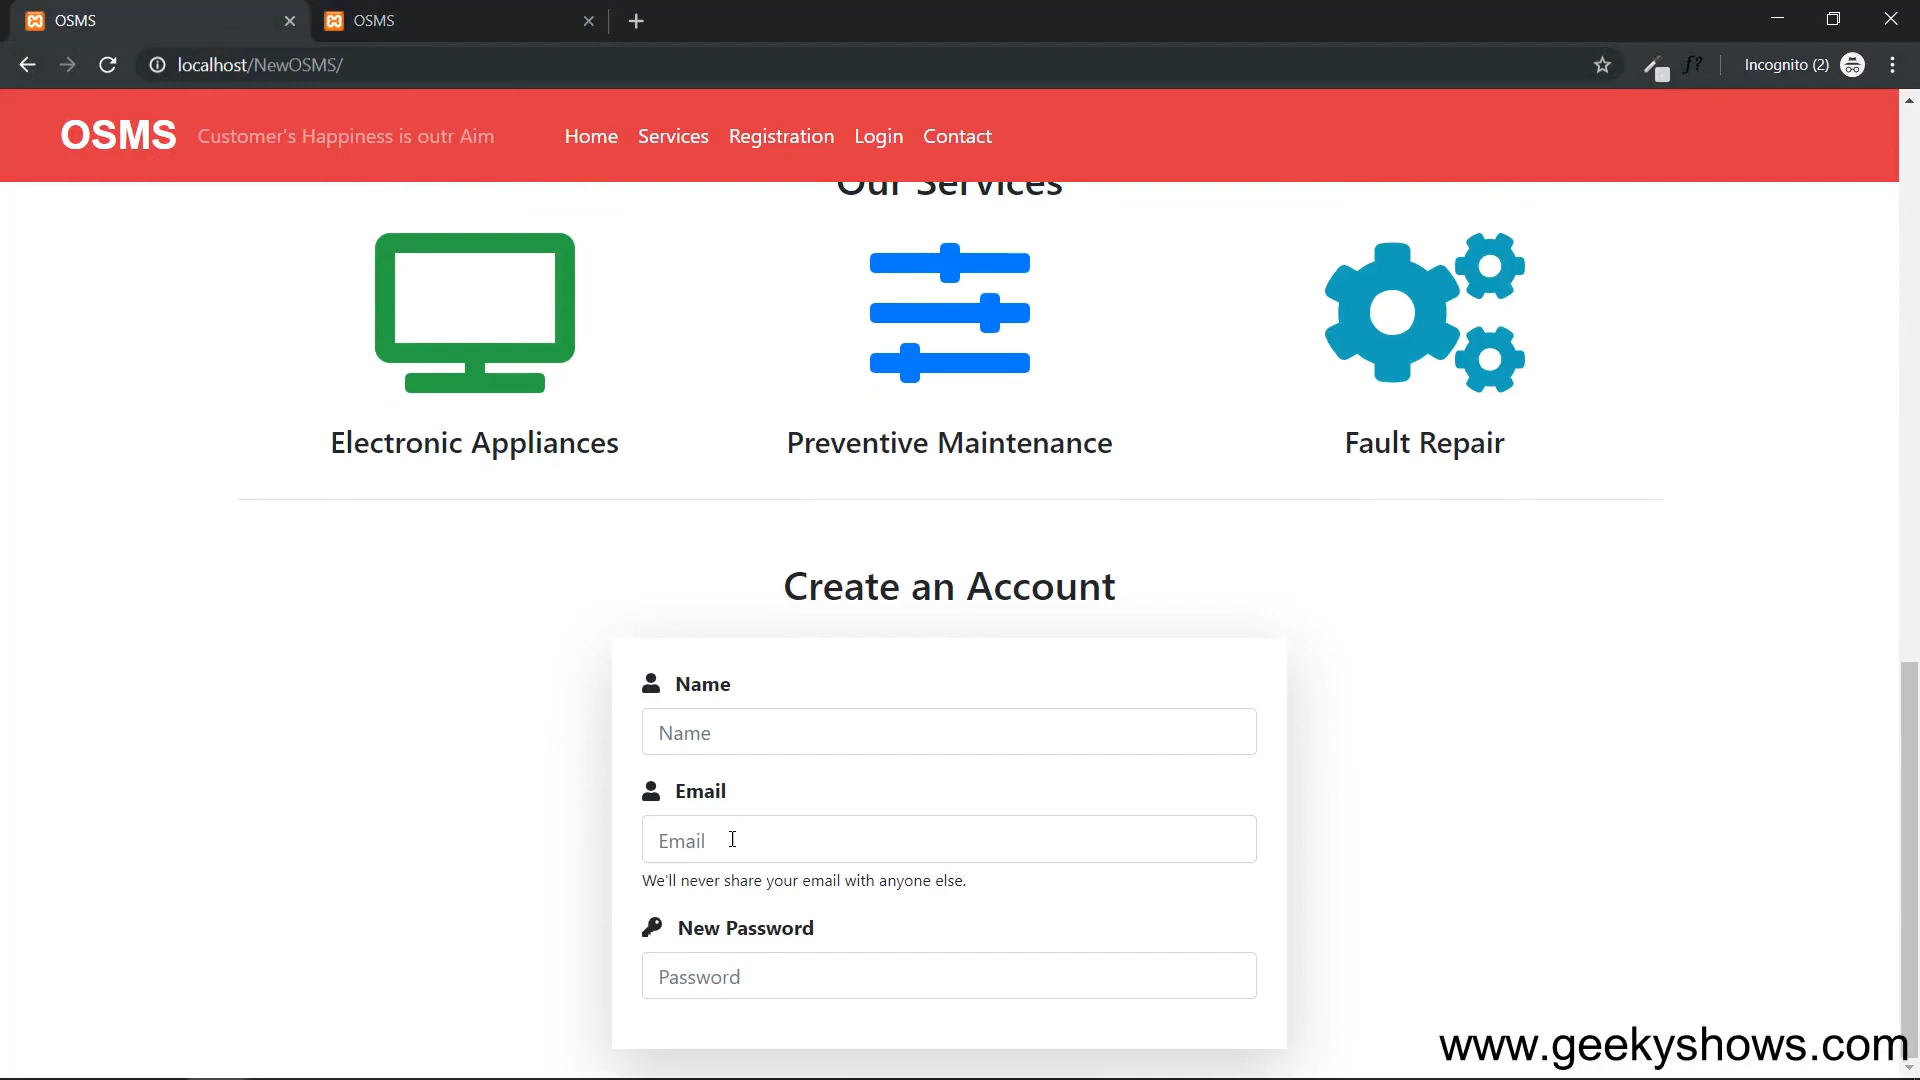 OSMS
OSMS
localhost/NewOSMS/
f?
Incognito (2)
OSMS Customer's Happiness is outr Aim Home Services Registration Login Contact
Our Services
Electronic Appliances Preventive Maintenance Fault Repair
Create an Account
Name
Name
Email
Email
We'll never share your email with anyone else.
New Password
Password
www.geekyshows.com